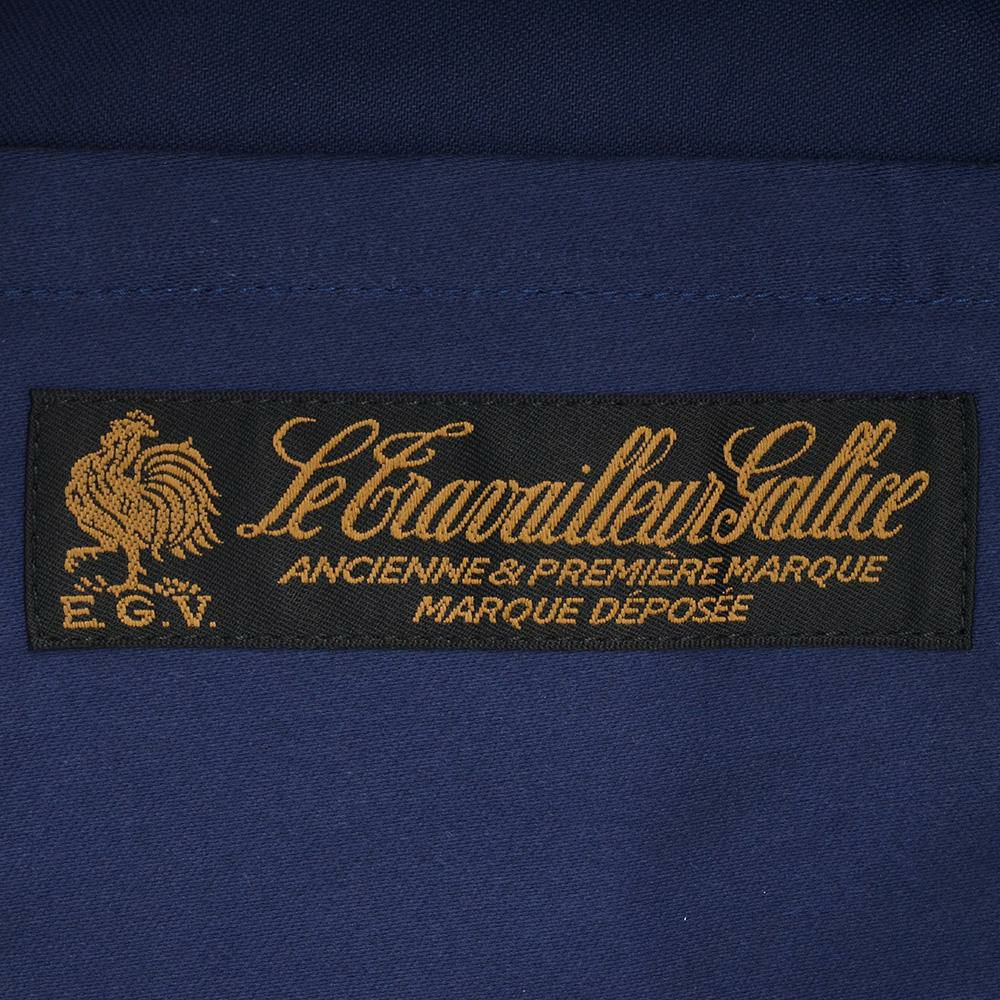 Le Travailleur Gallice
ANCIENNE & PREMIÈRE MARQUE
MARQUE DÉPOSÉE
E.G.V.